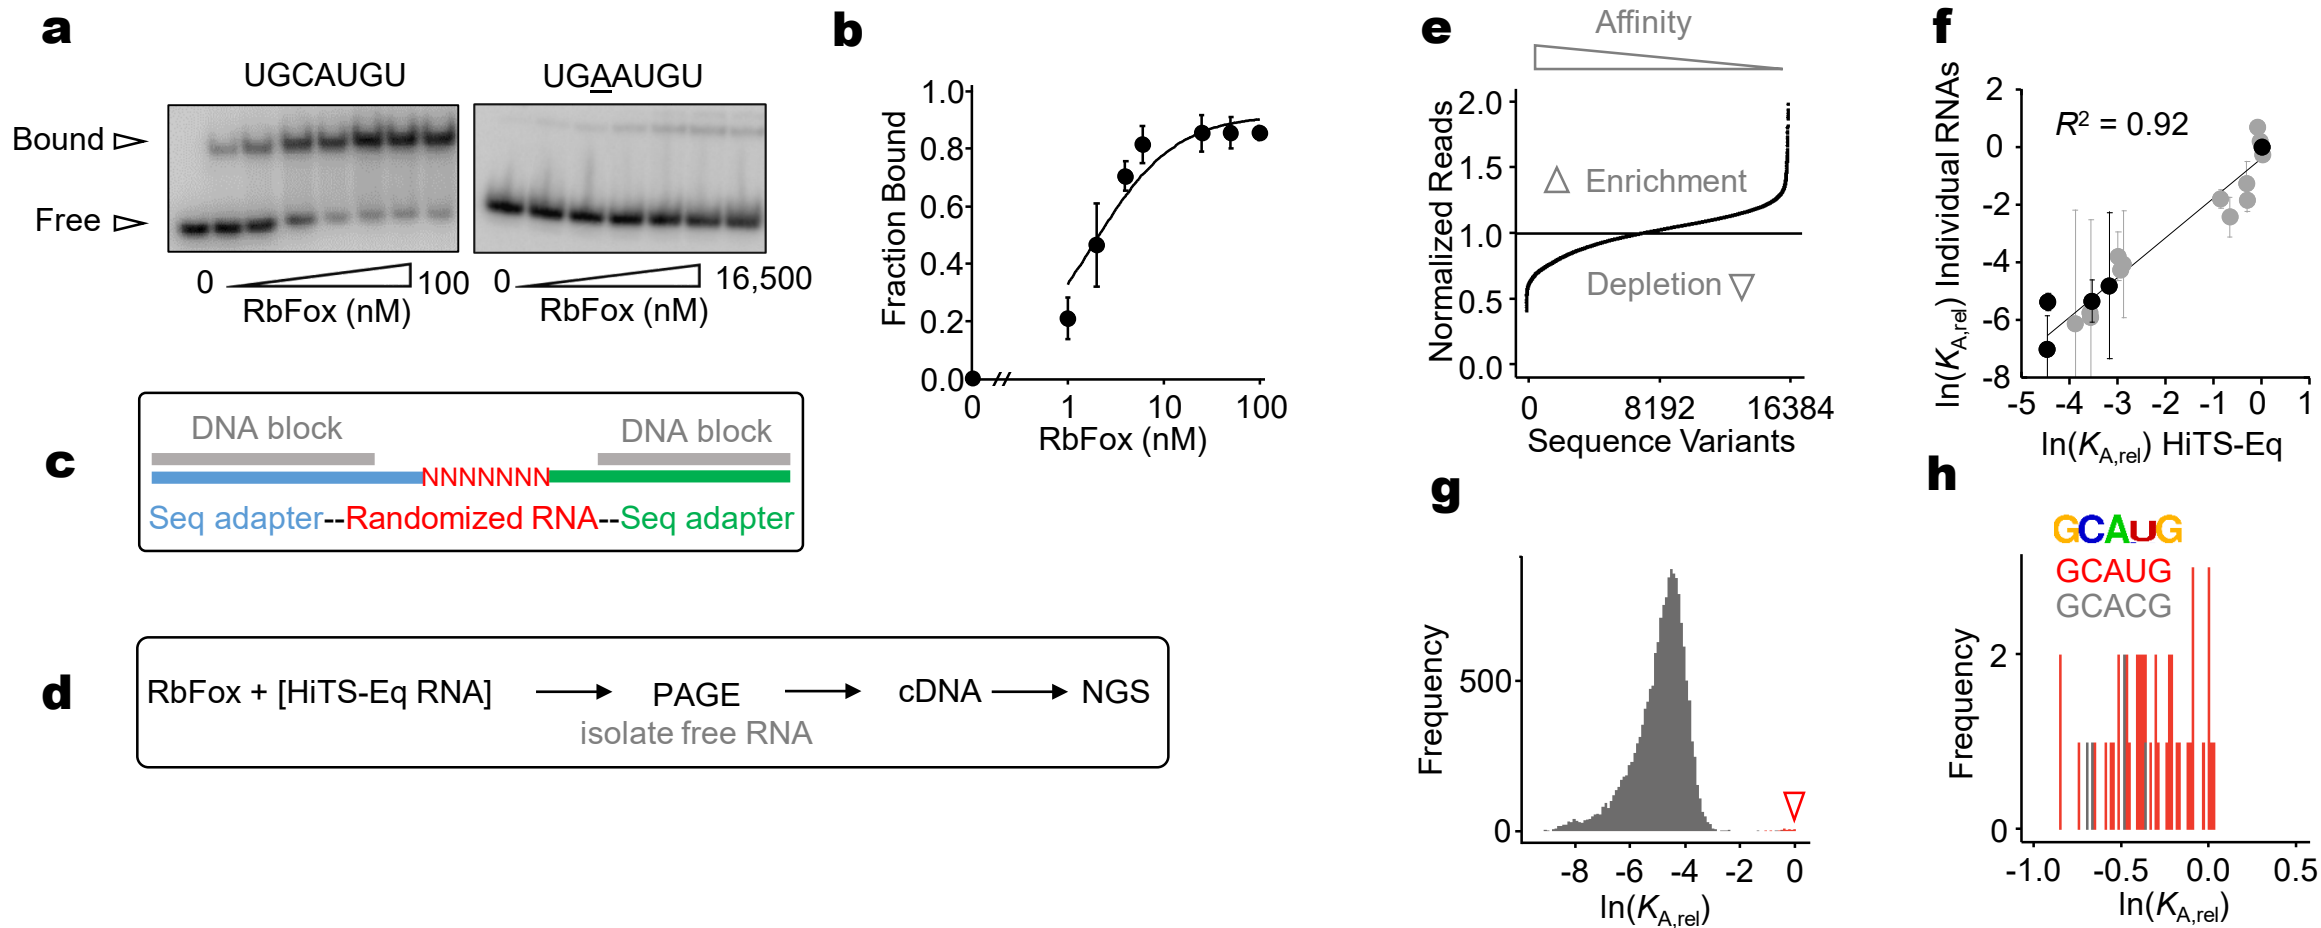 a
UGCAUGU
UGAAUGU
Bound
Free
0
100
RbFox (nM)
0
16,500
RbFox (nM)
b
Fraction Bound
1.0
0.8
0.6
0.4
0.2
0.0
0
1
10
100
RbFox (nM)
c
DNA block
DNA block
NNNNNNN
Seq adapter--Randomized RNA--Seq adapter
d
RbFox + [HiTS-Eq RNA]
PAGE
cDNA
NGS
isolate free RNA
e
Affinity
Normalized Reads
2.0
1.5
1.0
0.5
0.0
Enrichment
Depletion
0
8192
16384
Sequence Variants
f
ln(KA,rel) Individual RNAs
R2 = 0.92
2
0
-2
-4
-6
-8
-5
-4
-3
-2
-1
0
1
ln(KA,rel) HiTS-Eq
g
Frequency
500
0
-8
-6
-4
-2
0
ln(KA,rel)
h
GCAUG
GCAUG
GCACG
Frequency
2
0
-1.0
-0.5
0.0
0.5
ln(KA,rel)